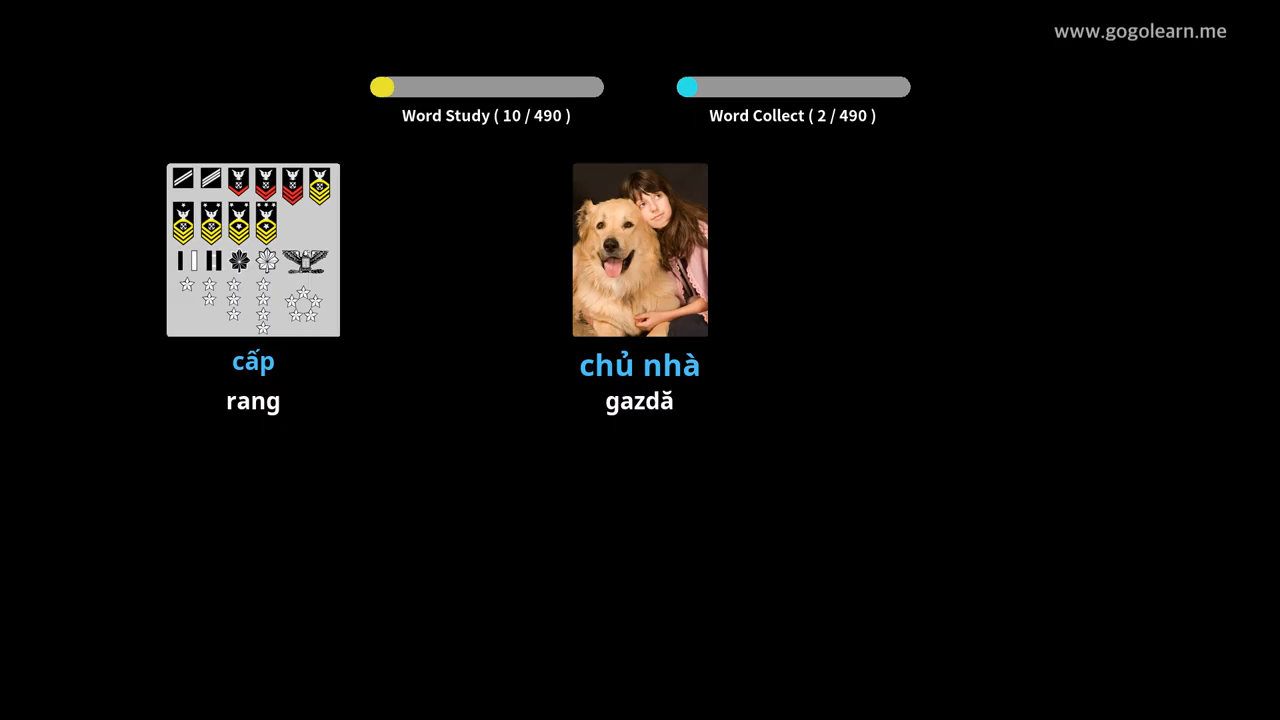 www.gogolearn.me
Word Study ( 10 / 490 )
Word Collect ( 2 / 490 )
cấp
rang
chủ nhà
gazdă